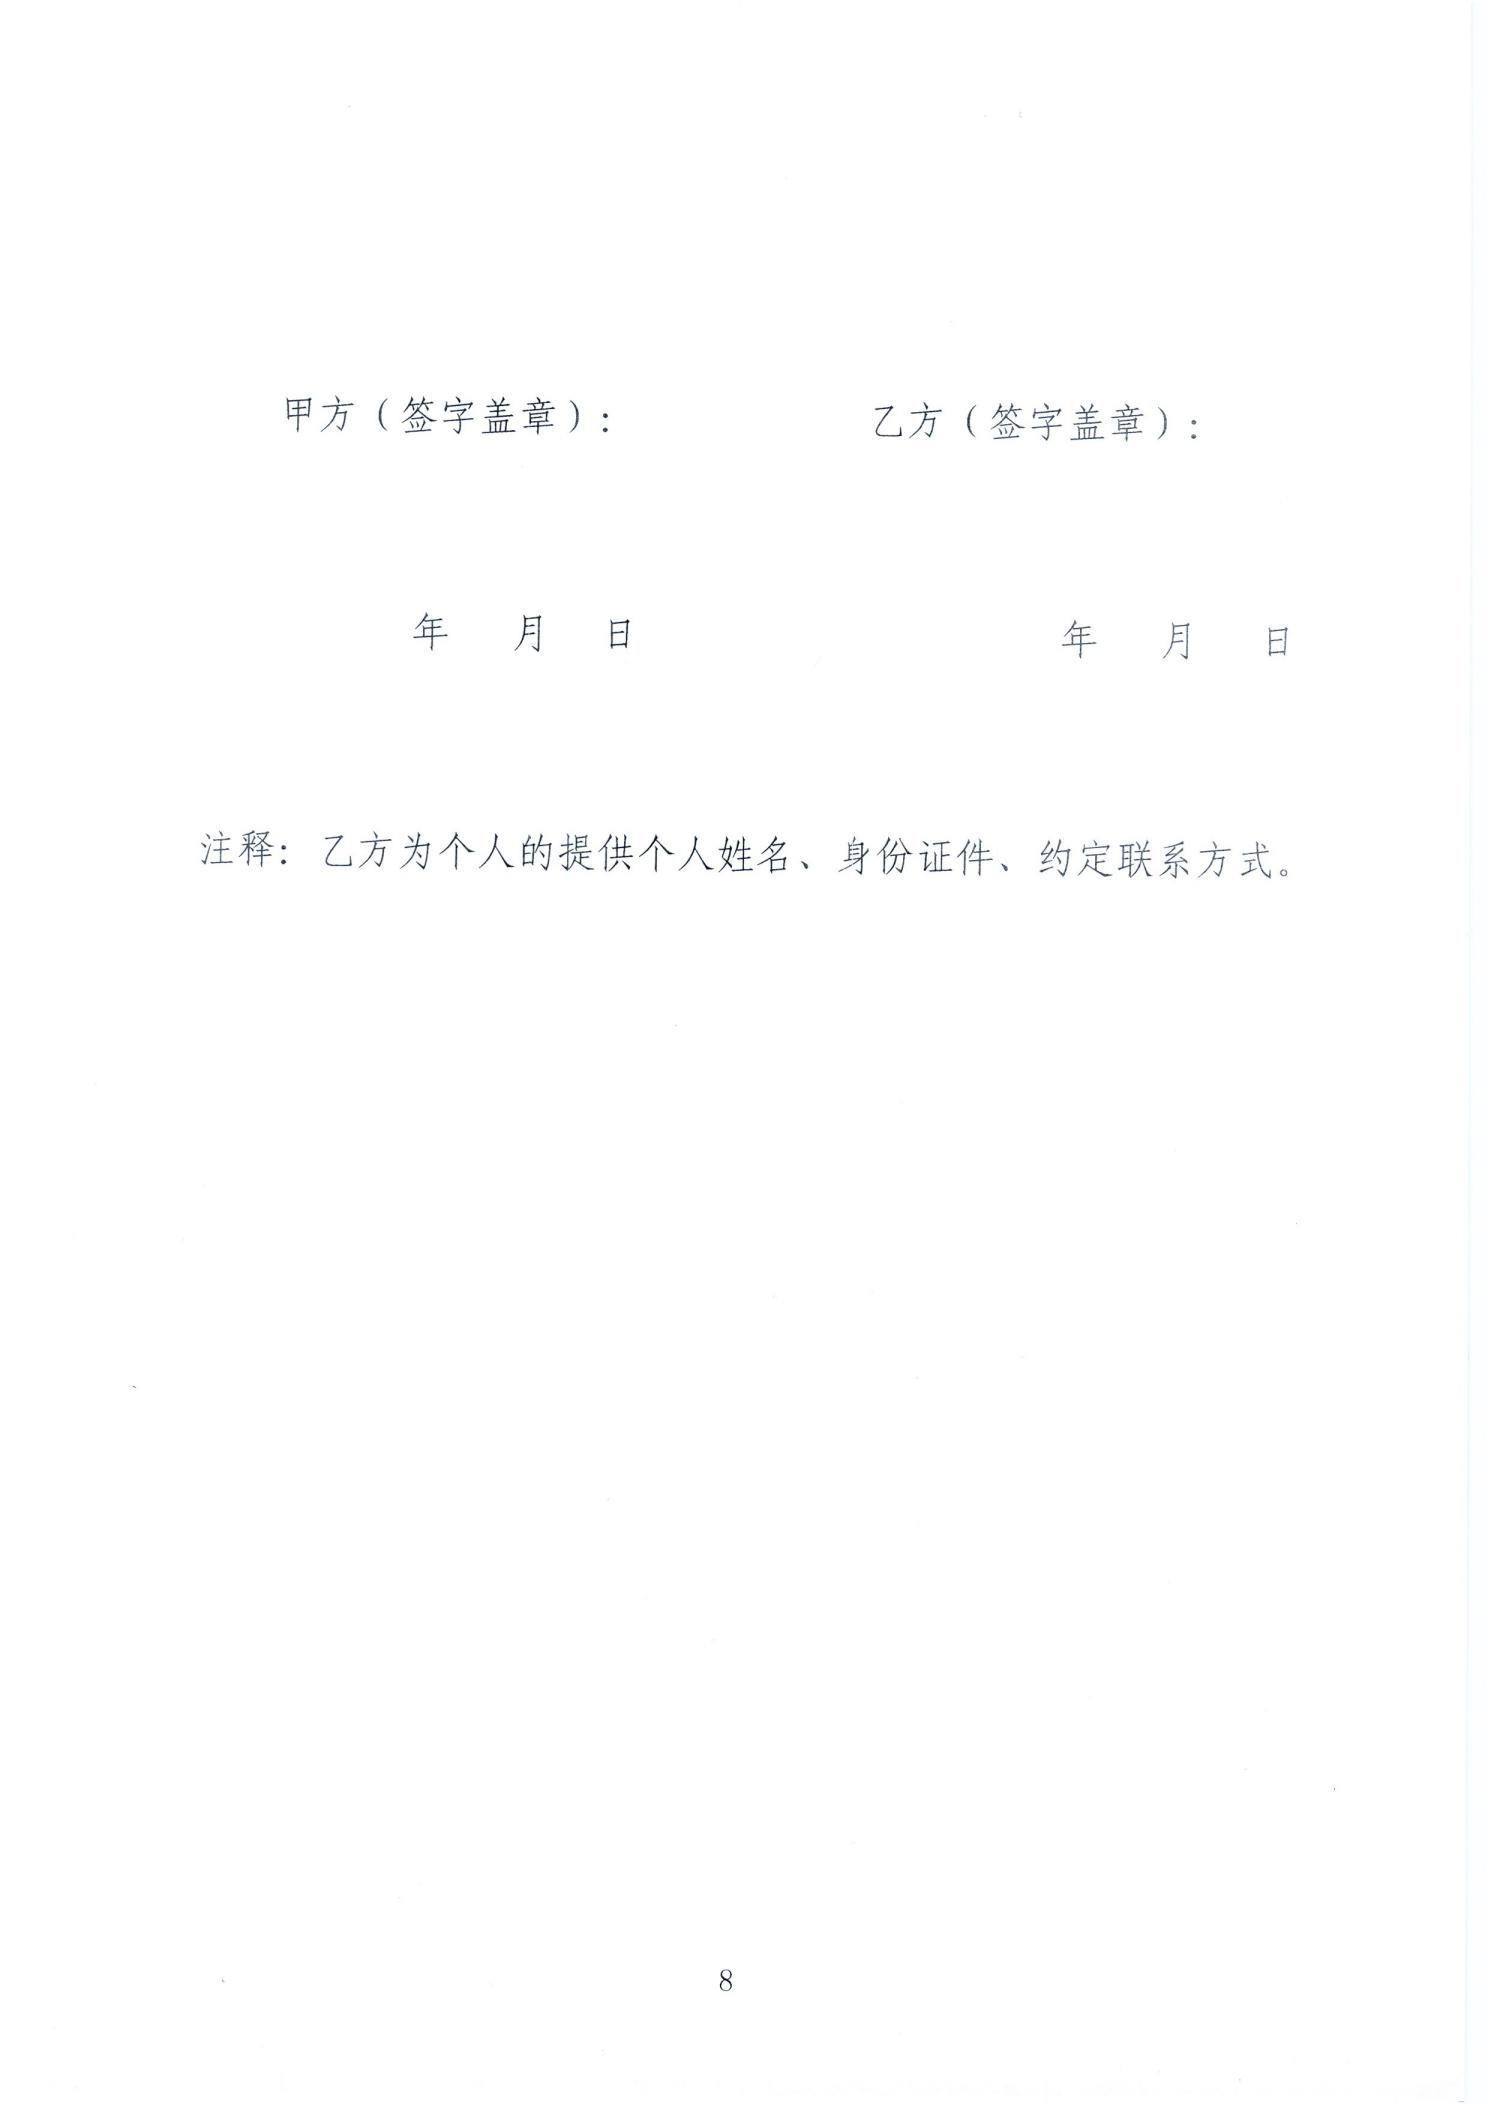 甲方（签字盖章）： 乙方（签字盖章）：
年 月 日 年 月 日
注释：乙方为个人的提供个人姓名、身份证件、约定联系方式。
8